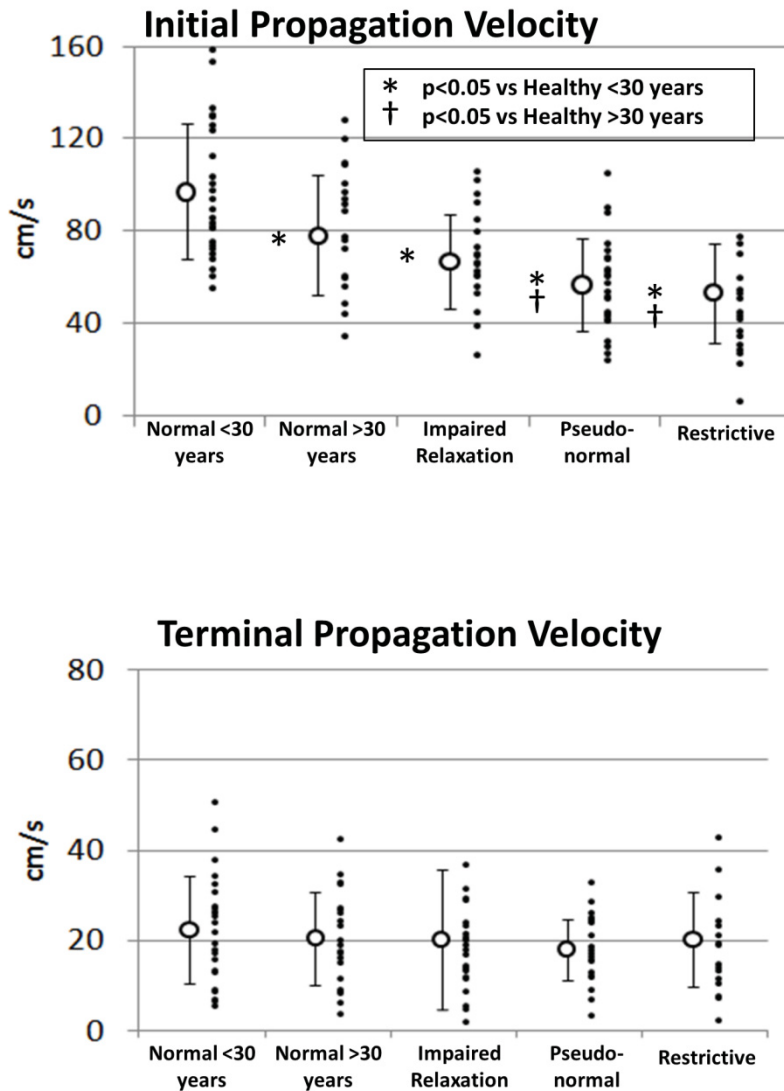 Initial Propagation Velocity
160
* p<0.05 vs Healthy <30 years
† p<0.05 vs Healthy >30 years
120
cm/s
80
*
*
*
†
*
†
40
0
Normal <30
years
Normal >30
years
Impaired
Relaxation
Pseudo-
normal
Restrictive
Terminal Propagation Velocity
80
60
cm/s
40
20
0
Normal <30
years
Normal >30
years
Impaired
Relaxation
Pseudo-
normal
Restrictive